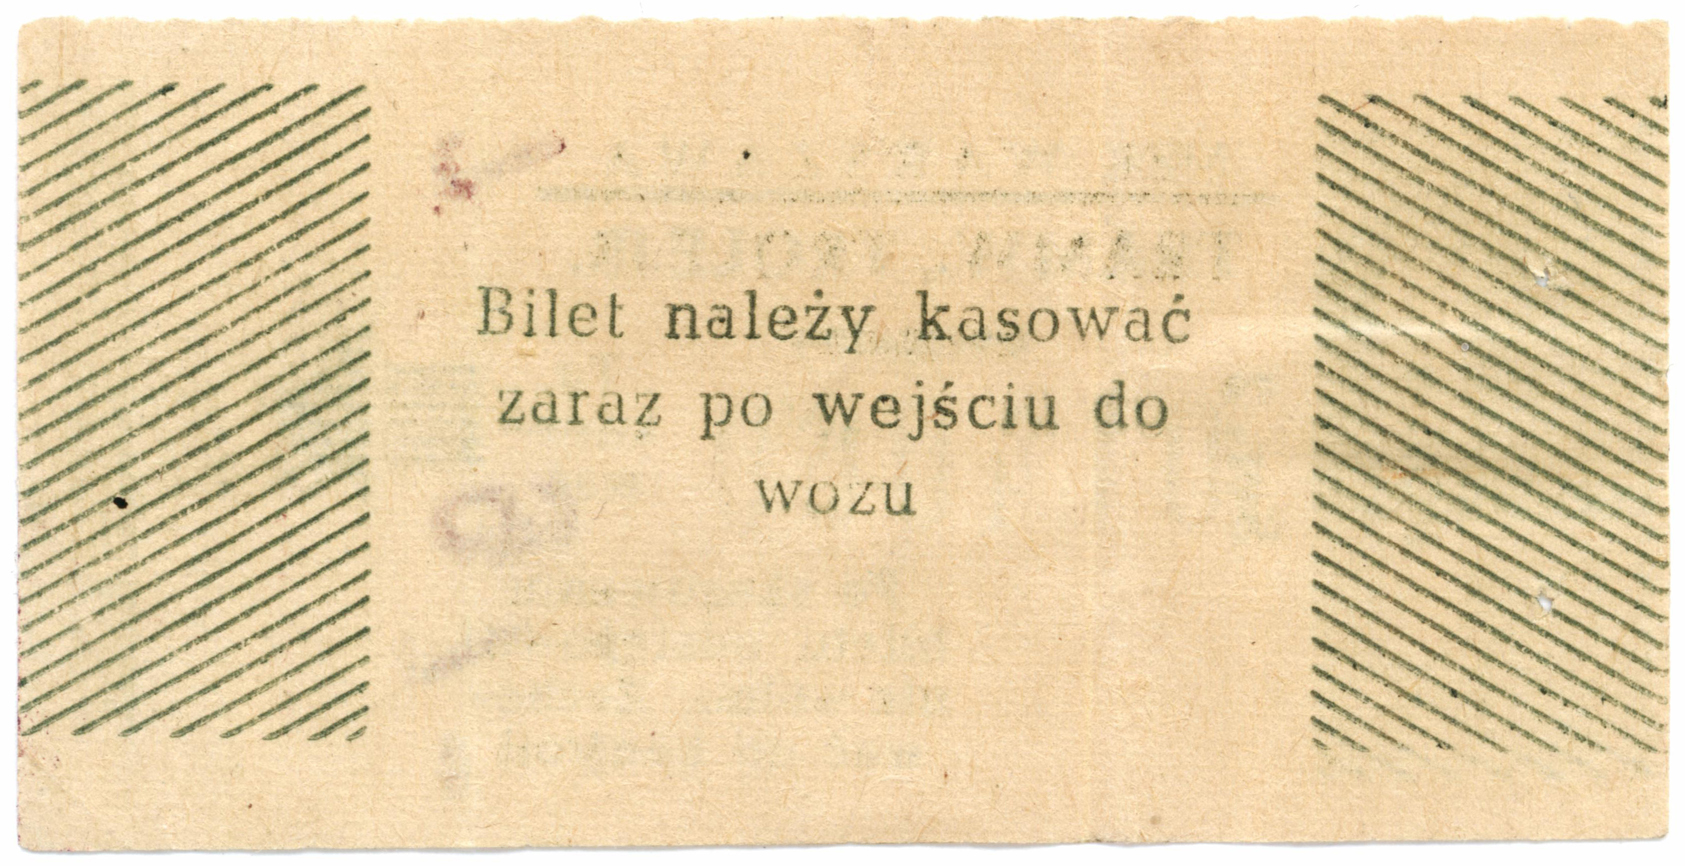 Bilet należy kasować
zaraz po wejściu do
wozu